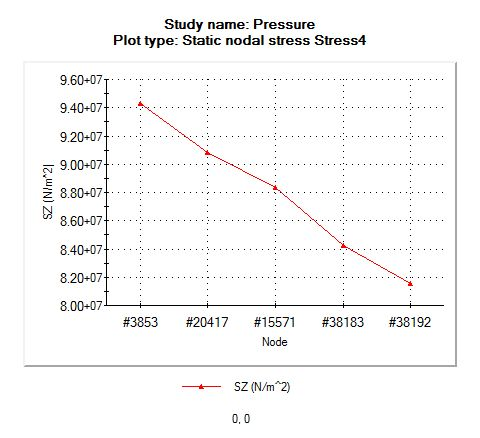 Study name: Pressure
Plot type: Static nodal stress Stress4
9.60+07
9.40+07
9.20+07
9.00+07
8.80+07
8.60+07
8.40+07
8.20+07
8.00+07
SZ (N/m^2)
#3853 #20417 #15571 #38183 #38192
Node
SZ (N/m^2)
0, 0